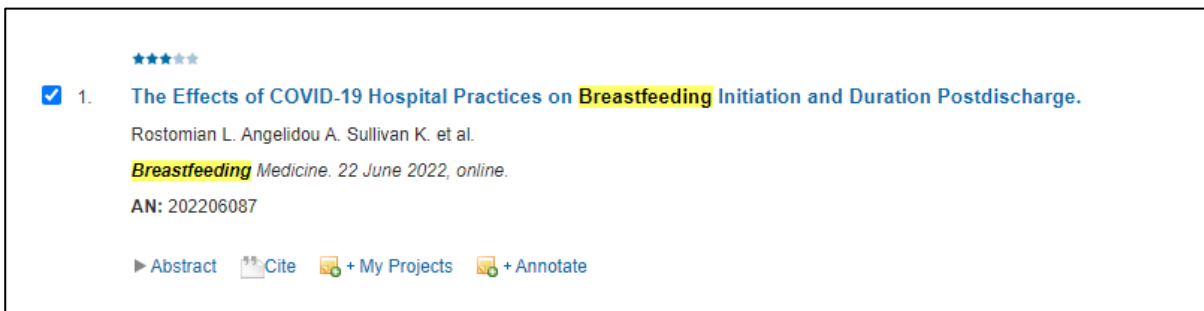 1. The Effects of COVID-19 Hospital Practices on Breastfeeding Initiation and Duration Postdischarge.
Rostomian L. Angelidou A. Sullivan K. et al.
Breastfeeding Medicine. 22 June 2022, online.
AN: 202206087
Abstract Cite + My Projects + Annotate